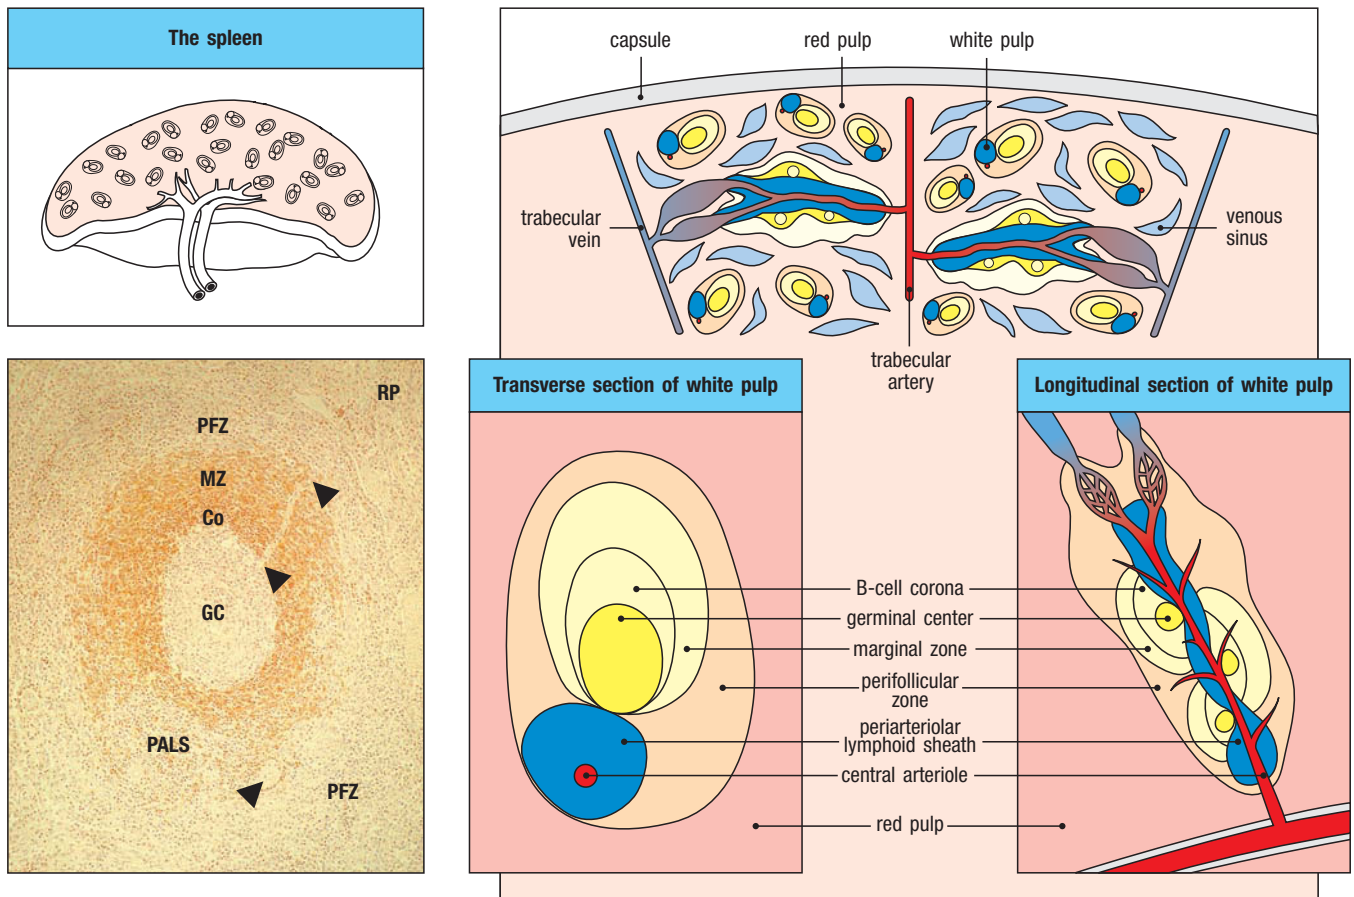 The spleen
capsule
red pulp
white pulp
trabecular
vein
venous
sinus
trabecular
artery
RP
PFZ
MZ
Co
GC
PALS
PFZ
Transverse section of white pulp
Longitudinal section of white pulp
B-cell corona
germinal center
marginal zone
perifollicular
zone
periarteriolar
lymphoid sheath
central arteriole
red pulp